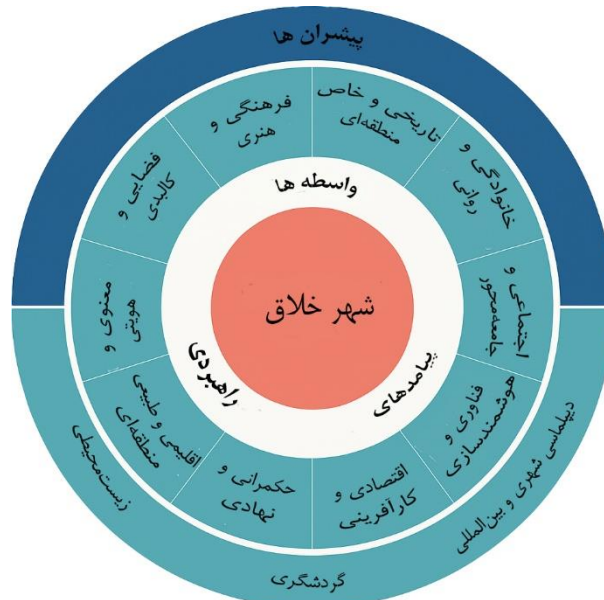 پیشران ها
تاریخی و خاص
منطقه‌ای
فرهنگی و
هنری
خانوادگی و
روانی
فضایی و
کالبدی
واسطه ها
شهر خلاق
اجتماعی و
جامعه‌محور
معنوی و
هویتی
پیامدهای
راهبردی
فناوری و
هوشمندسازی
اقلیمی و طبیعی
منطقه‌ای
اقتصادی و
کارآفرینی
حکمرانی و
نهادی
دیپلماسی شهری و بین‌المللی
گردشگری
زیست‌محیطی